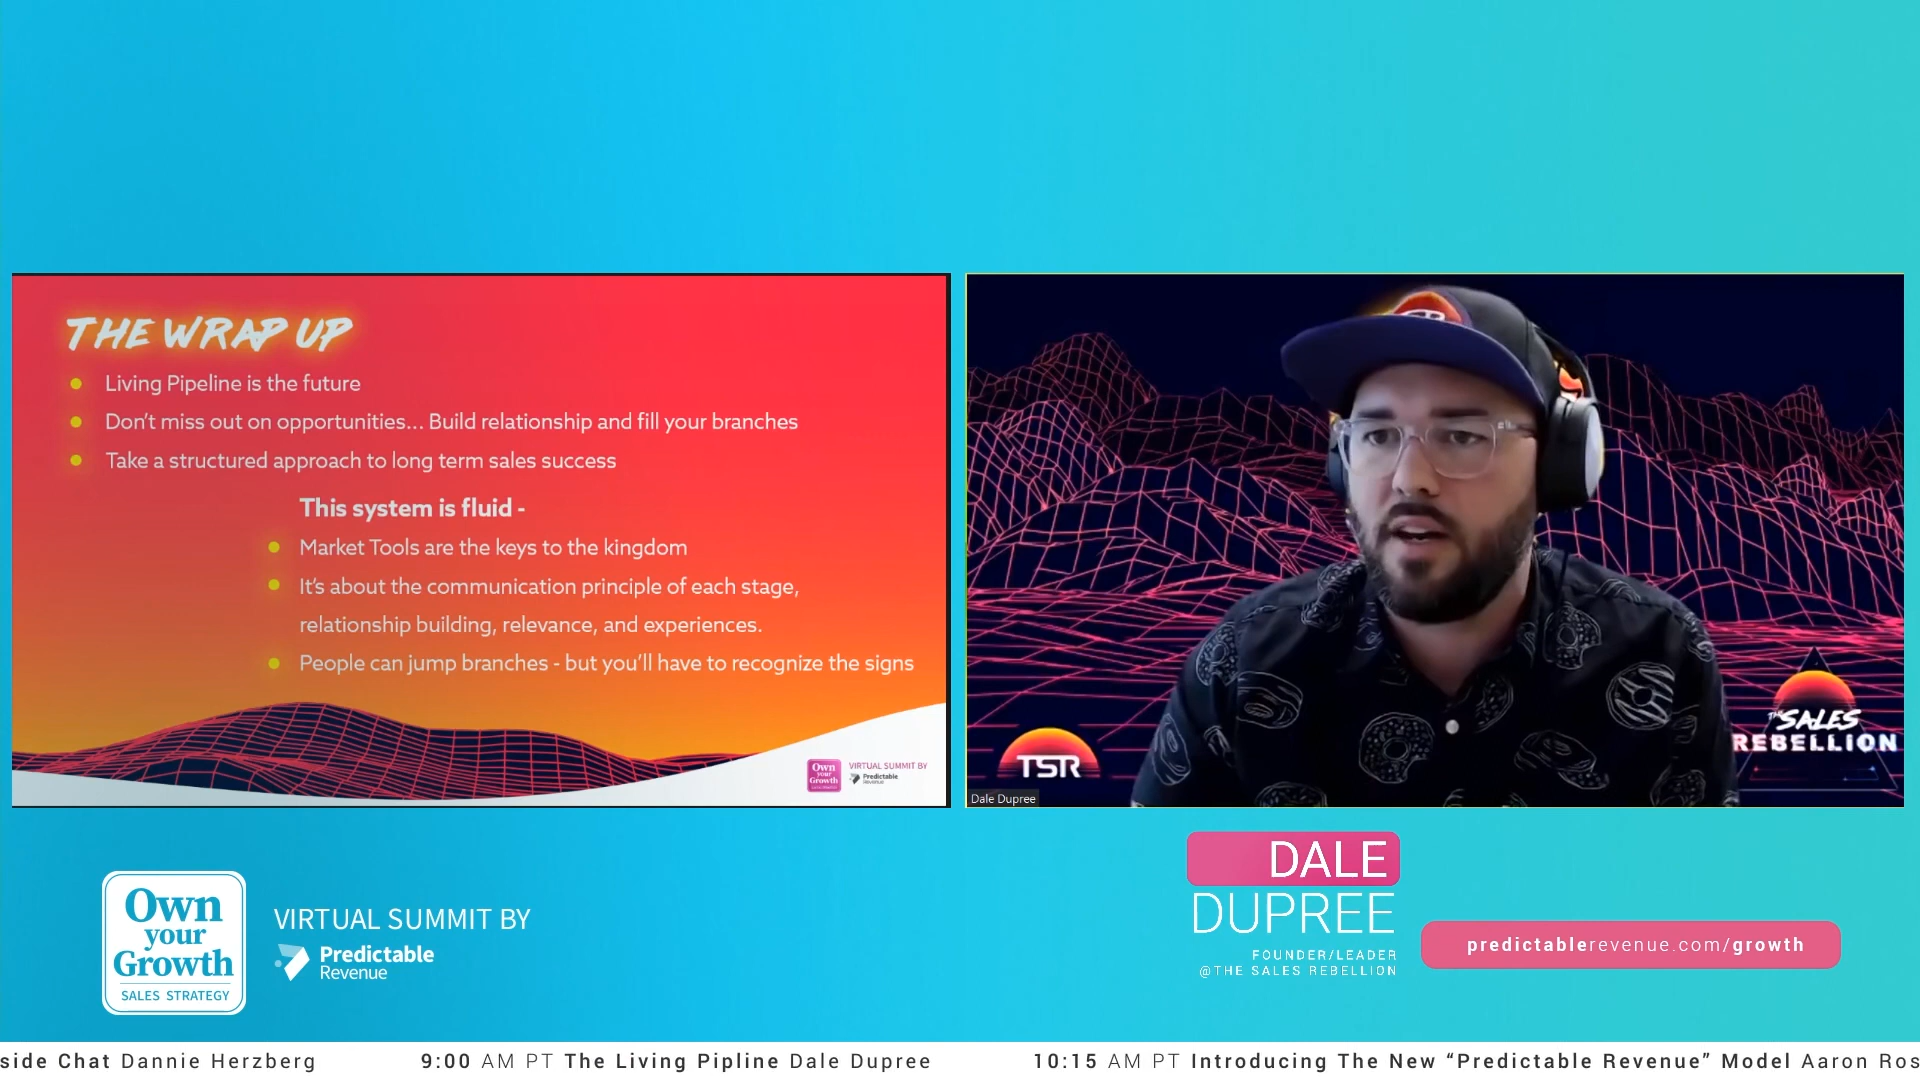 THE WRAP UP
Living Pipeline is the future
Don't miss out on opportunities... Build relationship and fill your branches
Take a structured approach to long term sales success
This system is fluid -
Market Tools are the keys to the kingdom
It's about the communication principle of each stage,
relationship building, relevance, and experiences.
People can jump branches - but you'll have to recognize the signs
Own
your
Growth
VIRTUAL SUMMIT BY
Predictable
Revenue
TSR
THE SALES
REBELLION
Dale Dupree
Own
your
Growth
SALES STRATEGY
VIRTUAL SUMMIT BY
Predictable
Revenue
DALE
DUPREE
FOUNDER/LEADER
@THE SALES REBELLION
predictablerevenue.com/growth
side Chat Dannie Herzberg 9:00 AM PT The Living Pipline Dale Dupree 10:15 AM PT Introducing The New “Predictable Revenue” Model Aaron Ros